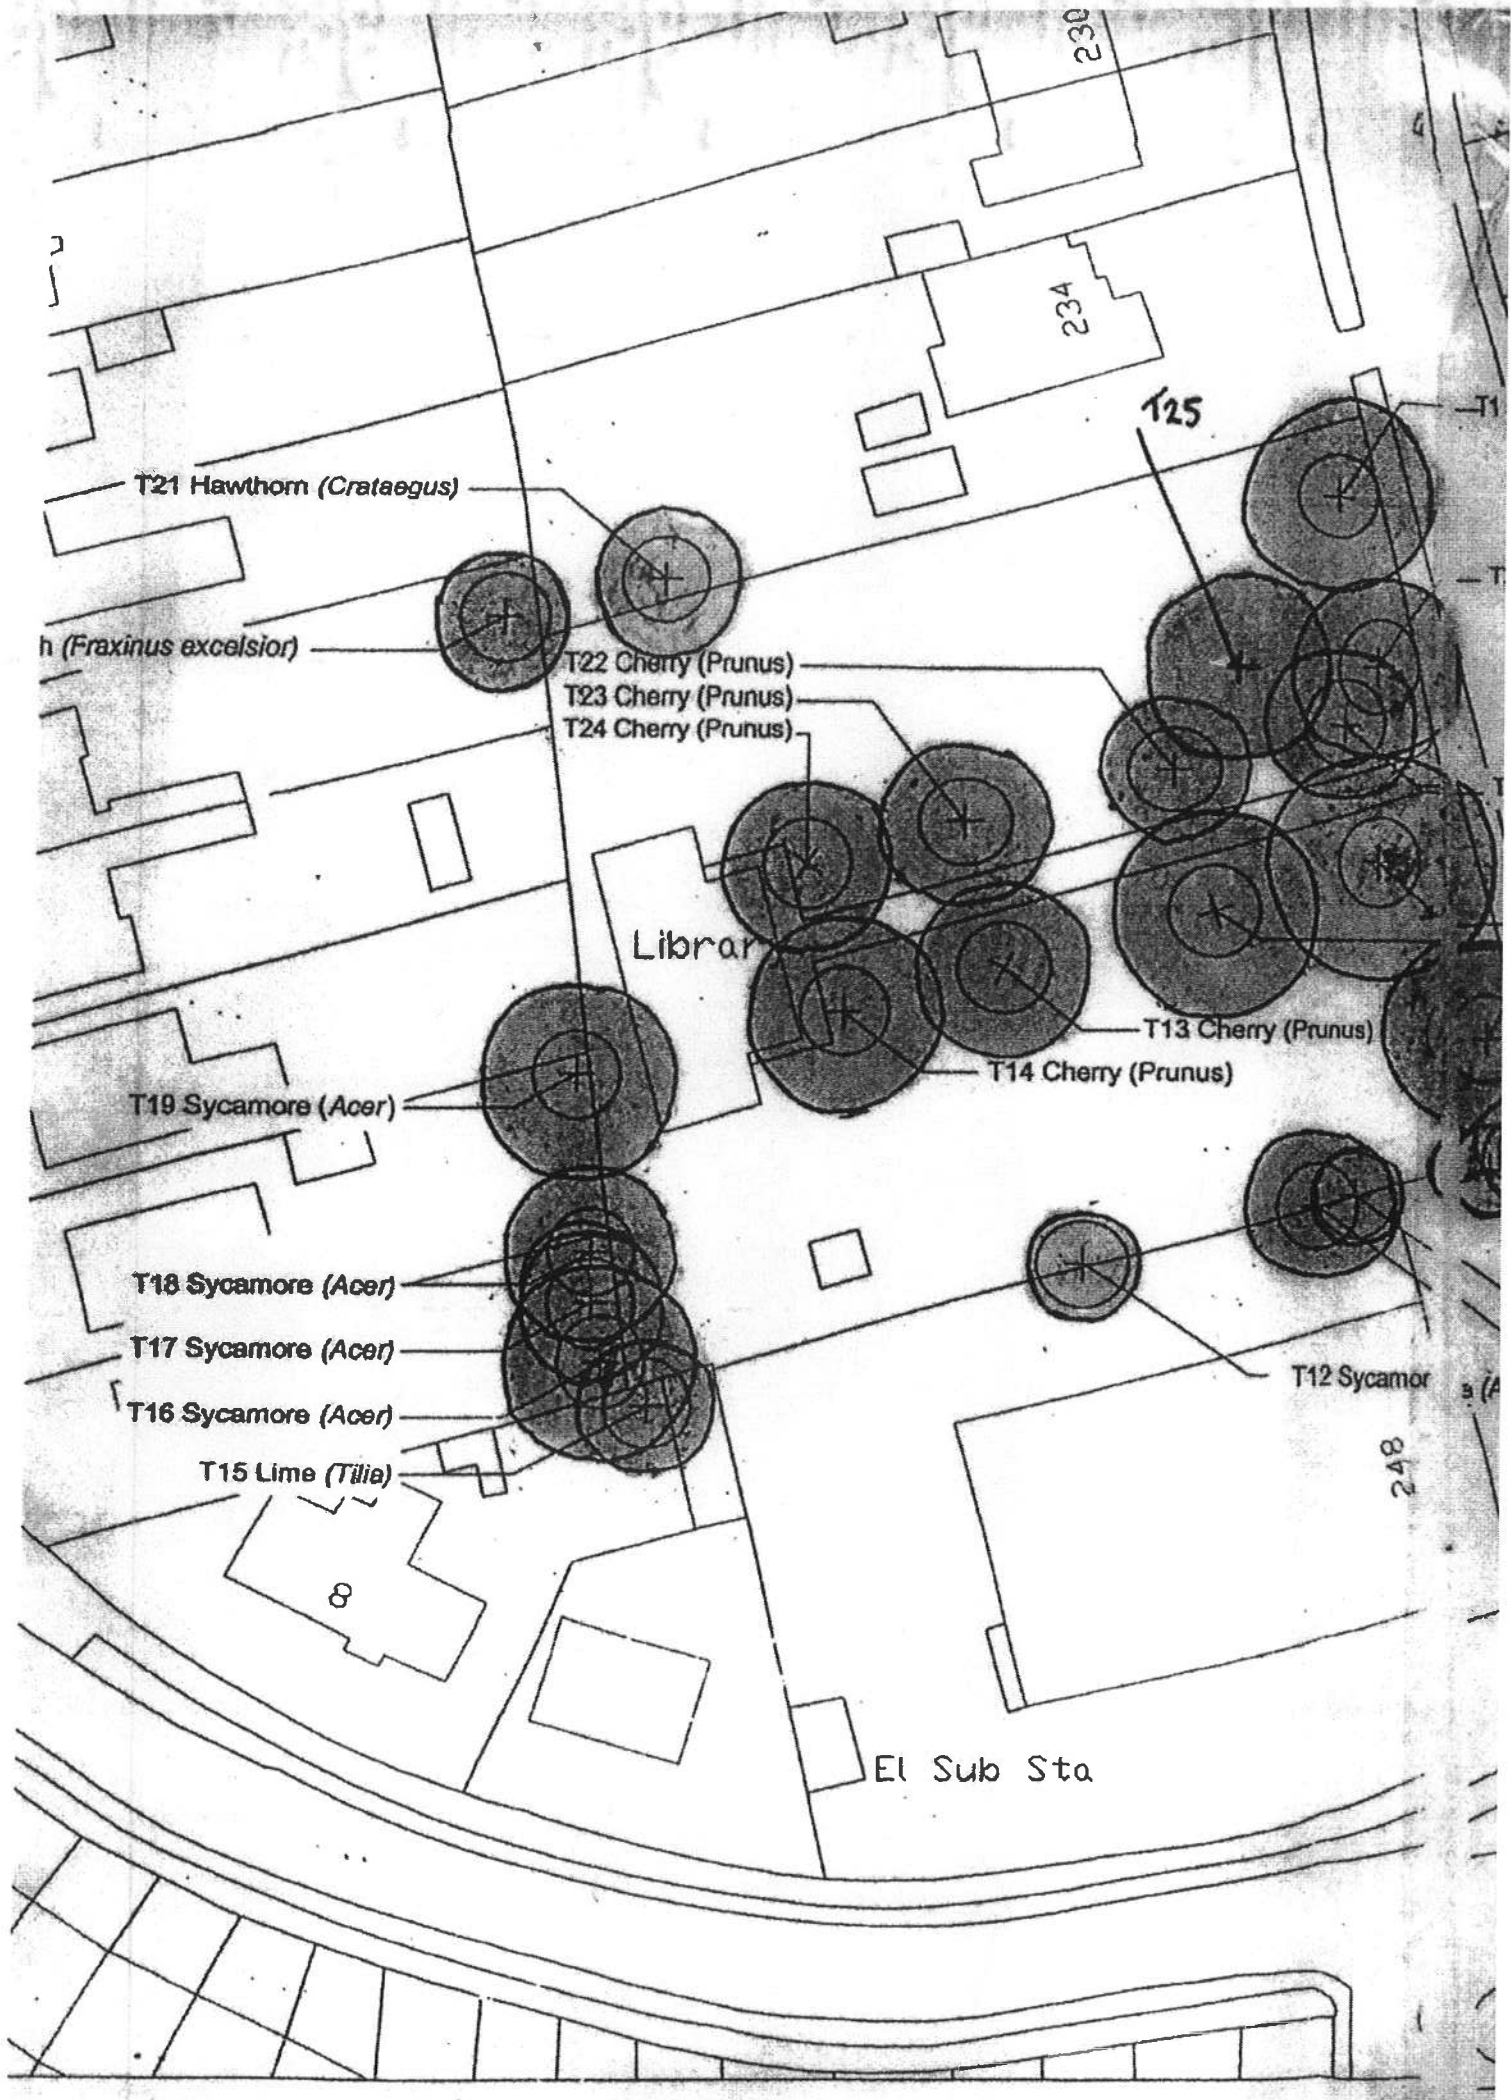 230
234
T25
T1
T21 Hawthorn (Crataegus)
h (Fraxinus excelsior)
T22 Cherry (Prunus)
T23 Cherry (Prunus)
T24 Cherry (Prunus)
Librar
T13 Cherry (Prunus)
T14 Cherry (Prunus)
T19 Sycamore (Acer)
T18 Sycamore (Acer)
T17 Sycamore (Acer)
T12 Sycamor
T16 Sycamore (Acer)
T15 Lime (Tilia)
248
8
El Sub Sta